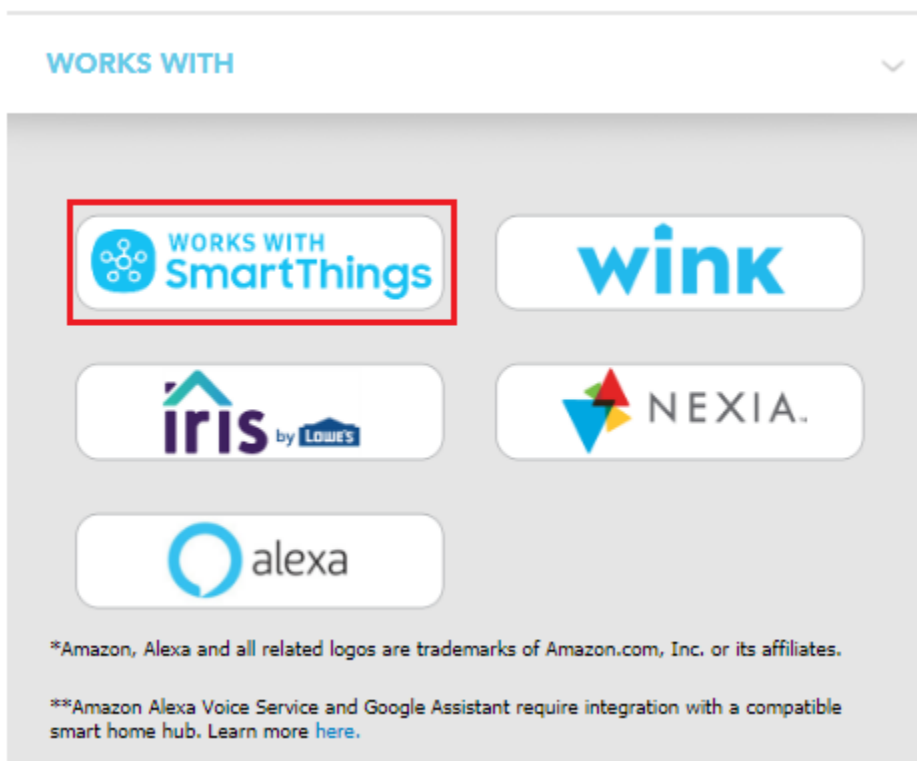 WORKS WITH
WORKS WITH
SmartThings
wink
iris by LOWE'S
NEXIA™
alexa
*Amazon, Alexa and all related logos are trademarks of Amazon.com, Inc. or its affiliates.
**Amazon Alexa Voice Service and Google Assistant require integration with a compatible
smart home hub. Learn more here.